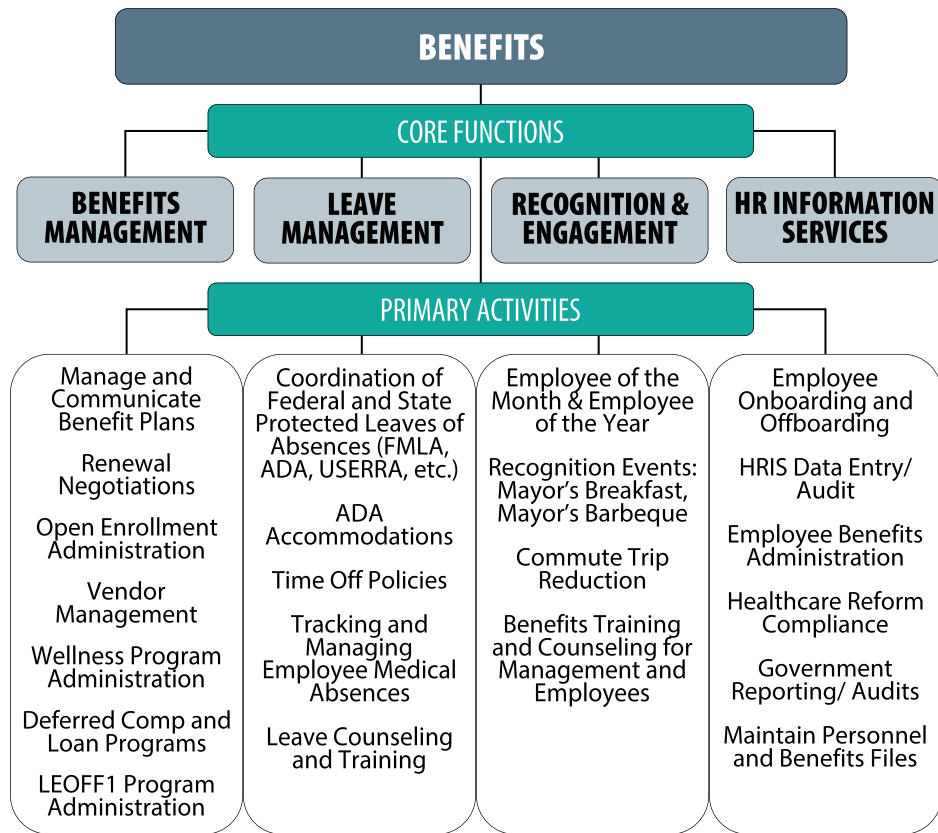 BENEFITS
CORE FUNCTIONS
BENEFITS
MANAGEMENT
LEAVE
MANAGEMENT
RECOGNITION &
ENGAGEMENT
HR INFORMATION
SERVICES
PRIMARY ACTIVITIES
Manage and
Communicate
Benefit Plans
Renewal
Negotiations
Open Enrollment
Administration
Vendor
Management
Wellness Program
Administration
Deferred Comp and
Loan Programs
LEOFF1 Program
Administration
Coordination of
Federal and State
Protected Leaves of
Absences (FMLA,
ADA, USERRA, etc.)
ADA
Accommodations
Time Off Policies
Tracking and
Managing
Employee Medical
Absences
Leave Counseling
and Training
Employee of the
Month & Employee
of the Year
Recognition Events:
Mayor’s Breakfast,
Mayor’s Barbeque
Commute Trip
Reduction
Benefits Training
and Counseling for
Management and
Employees
Employee
Onboarding and
Offboarding
HRIS Data Entry/
Audit
Employee Benefits
Administration
Healthcare Reform
Compliance
Government
Reporting/ Audits
Maintain Personnel
and Benefits Files